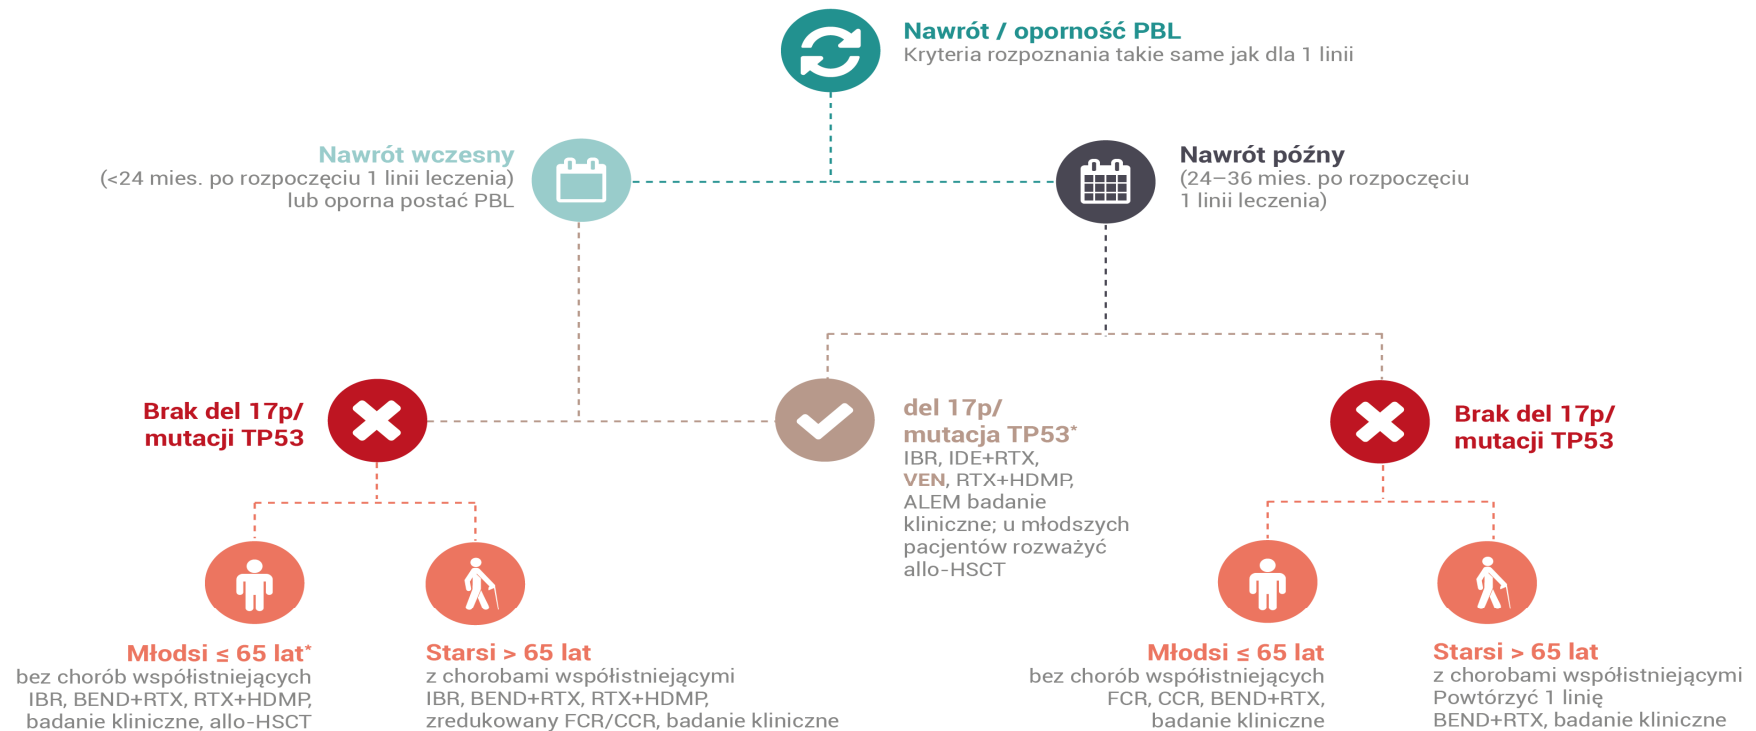 Nawrót / oporność PBL
Kryteria rozpoznania takie same jak dla 1 linii
Nawrót wczesny
(<24 mies. po rozpoczęciu 1 linii leczenia)
lub oporna postać PBL
Nawrót późny
(24–36 mies. po rozpoczęciu
1 linii leczenia)
Brak del 17p/
mutacji TP53
del 17p/
mutacja TP53*
IBR, IDE+RTX,
VEN, RTX+HDMP,
ALEM badanie
kliniczne; u młodszych
pacjentów rozważyć
allo-HSCT
Brak del 17p/
mutacji TP53
Młodsi ≤ 65 lat*
bez chorób współistniejących
IBR, BEND+RTX, RTX+HDMP,
badanie kliniczne, allo-HSCT
Starsi > 65 lat
z chorobami współistniejącymi
IBR, BEND+RTX, RTX+HDMP,
zredukowany FCR/CCR, badanie kliniczne
Młodsi ≤ 65 lat
bez chorób współistniejących
FCR, CCR, BEND+RTX,
badanie kliniczne
Starsi > 65 lat
z chorobami współistniejącymi
Powtórzyć 1 linię
BEND+RTX, badanie kliniczne